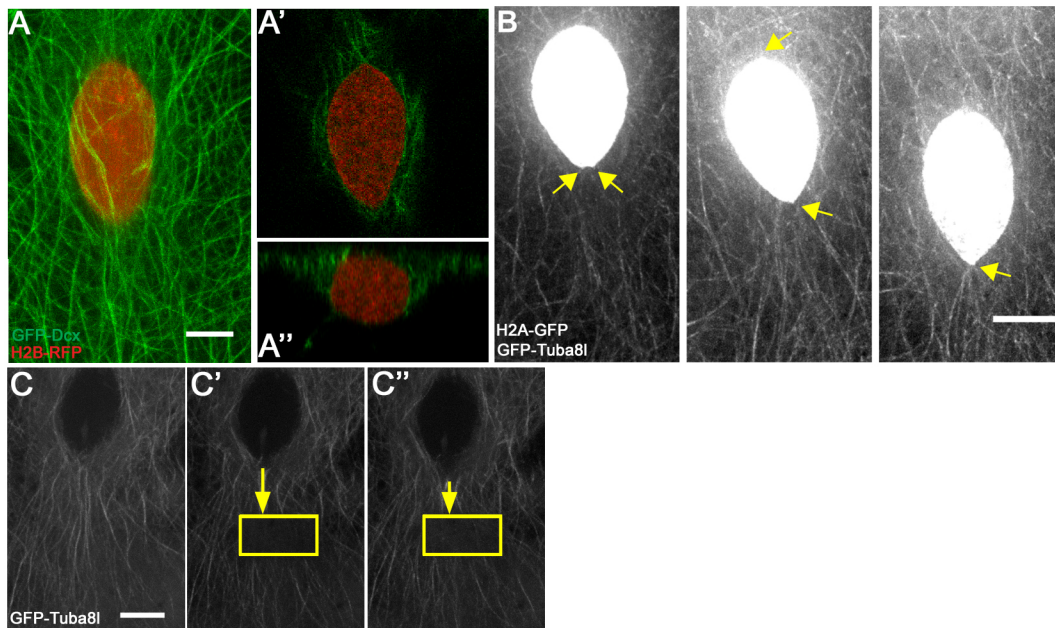 A
A'
B
GFP-Dcx
H2B-RFP
A''
H2A-GFP
GFP-Tuba8l
C
C'
C''
GFP-Tuba8l